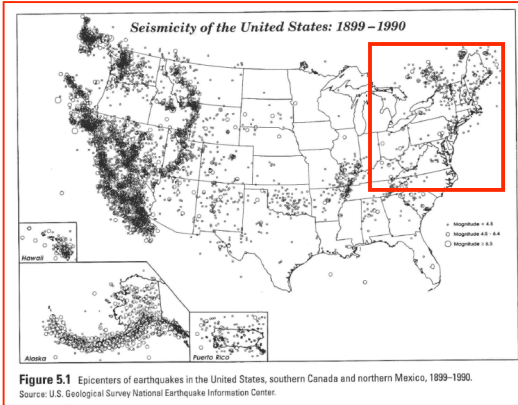 Seismicity of the United States: 1899–1990
Magnitude < 4.5
Magnitude 4.5 - 6.4
Magnitude ≥ 6.5
Hawaii
Alaska
Puerto Rico
Figure 5.1 Epicenters of earthquakes in the United States, southern Canada and northern Mexico, 1899–1990.
Source: U.S. Geological Survey National Earthquake Information Center.